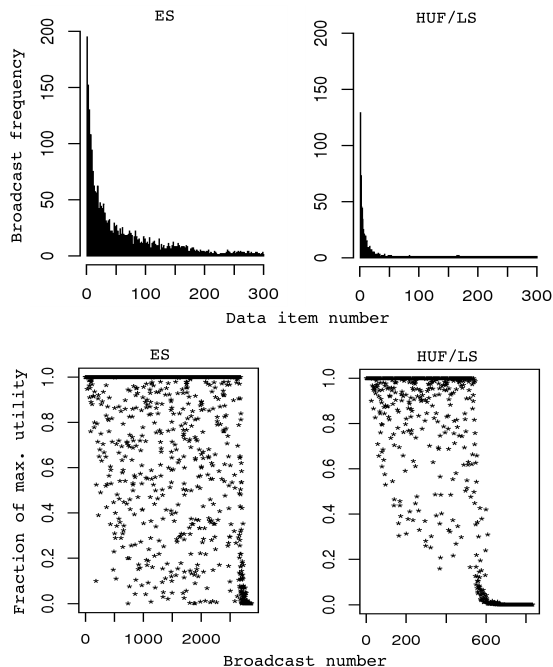 ES HUF/LS
Broadcast frequency
200
150
100
50
0
200
150
100
50
0
0 100 200 300 0 100 200 300
Data item number
ES HUF/LS
Fraction of max. utility
1.0
0.8
0.6
0.4
0.2
0.0
1.0
0.8
0.6
0.4
0.2
0.0
0 1000 2000 0 200 600
Broadcast number